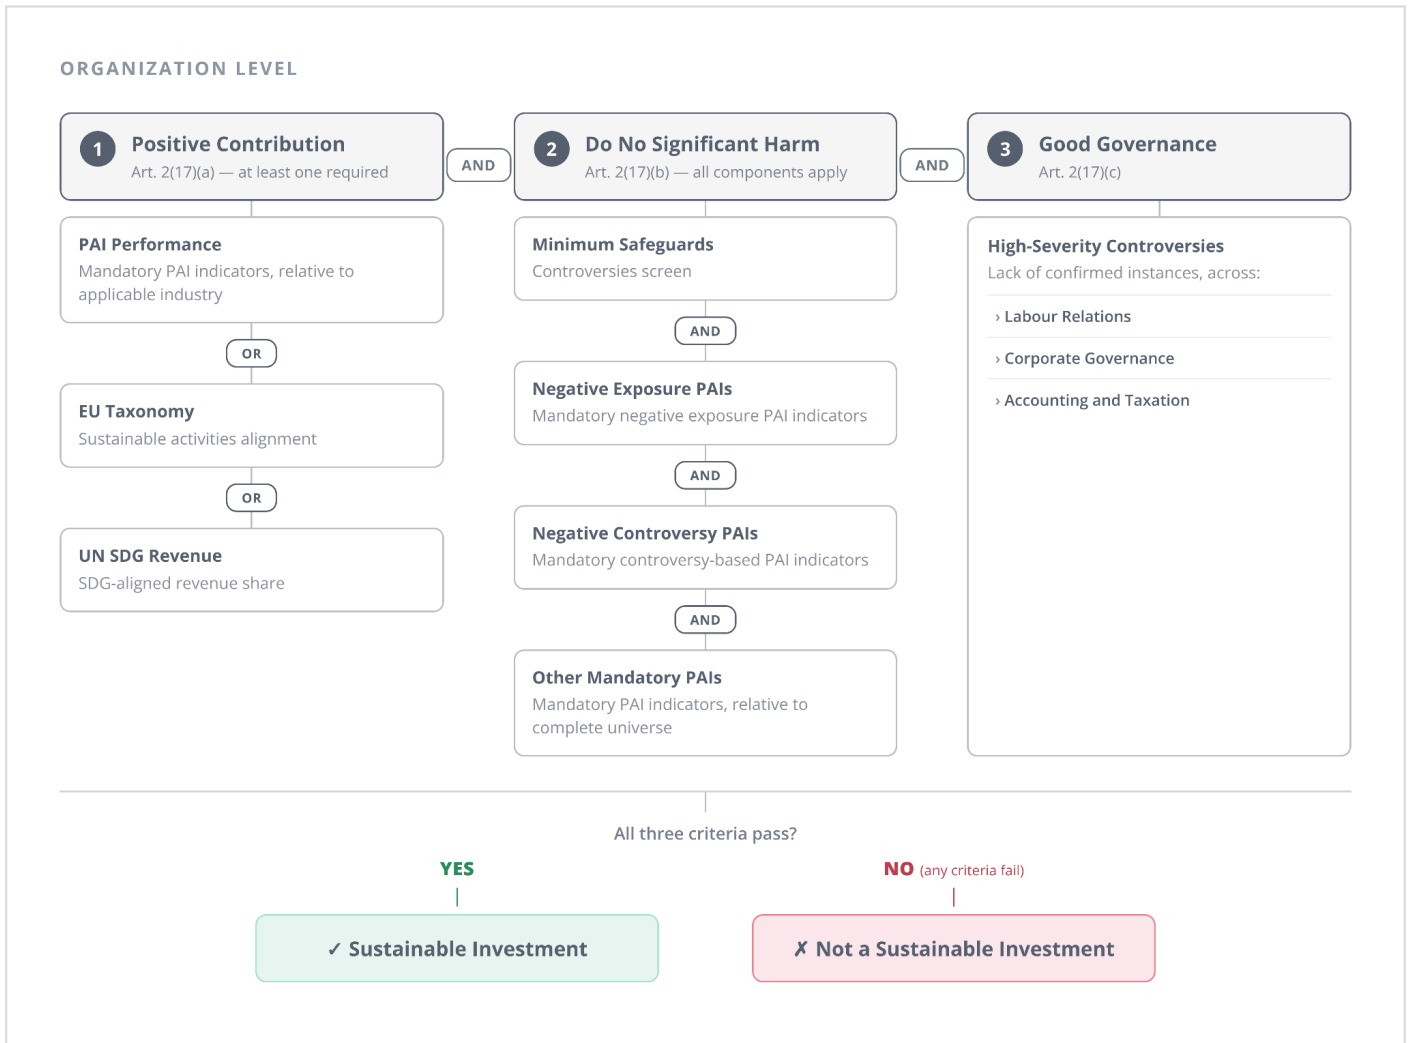 ORGANIZATION LEVEL
1
Positive Contribution
Art. 2(17)(a) — at least one required
AND
2
Do No Significant Harm
Art. 2(17)(b) — all components apply
AND
3
Good Governance
Art. 2(17)(c)
PAI Performance
Mandatory PAI indicators, relative to
applicable industry
OR
EU Taxonomy
Sustainable activities alignment
OR
UN SDG Revenue
SDG-aligned revenue share
Minimum Safeguards
Controversies screen
AND
Negative Exposure PAIs
Mandatory negative exposure PAI indicators
AND
Negative Controversy PAIs
Mandatory controversy-based PAI indicators
AND
Other Mandatory PAIs
Mandatory PAI indicators, relative to
complete universe
High-Severity Controversies
Lack of confirmed instances, across:
› Labour Relations
› Corporate Governance
› Accounting and Taxation
All three criteria pass?
YES
✓ Sustainable Investment
NO (any criteria fail)
✗ Not a Sustainable Investment